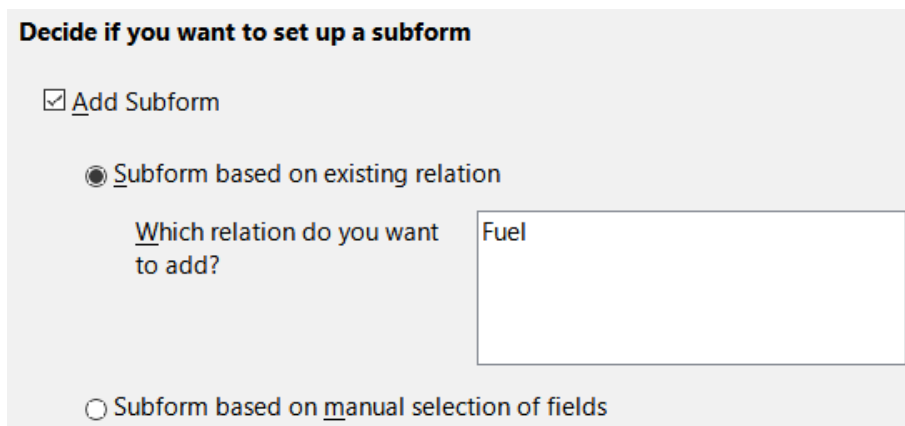 Decide if you want to set up a subform
Add Subform
Subform based on existing relation
Which relation do you want
to add?
Fuel
Subform based on manual selection of fields